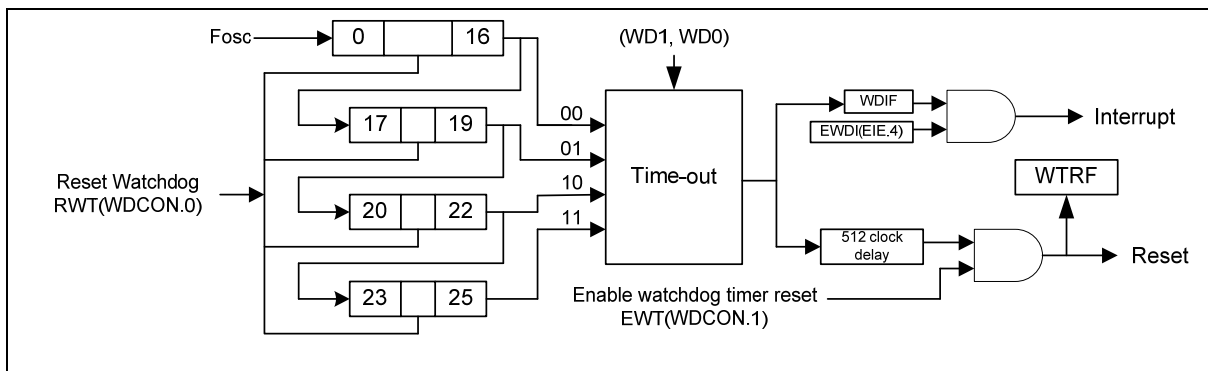 Fosc
0 16
(WD1, WD0)
17 19
00
01
10
11
Time-out
WDIF
EWDI(EIE.4)
Interrupt
Reset Watchdog
RWT(WDCON.0)
20 22
WTRF
512 clock
delay
Reset
23 25
Enable watchdog timer reset
EWT(WDCON.1)